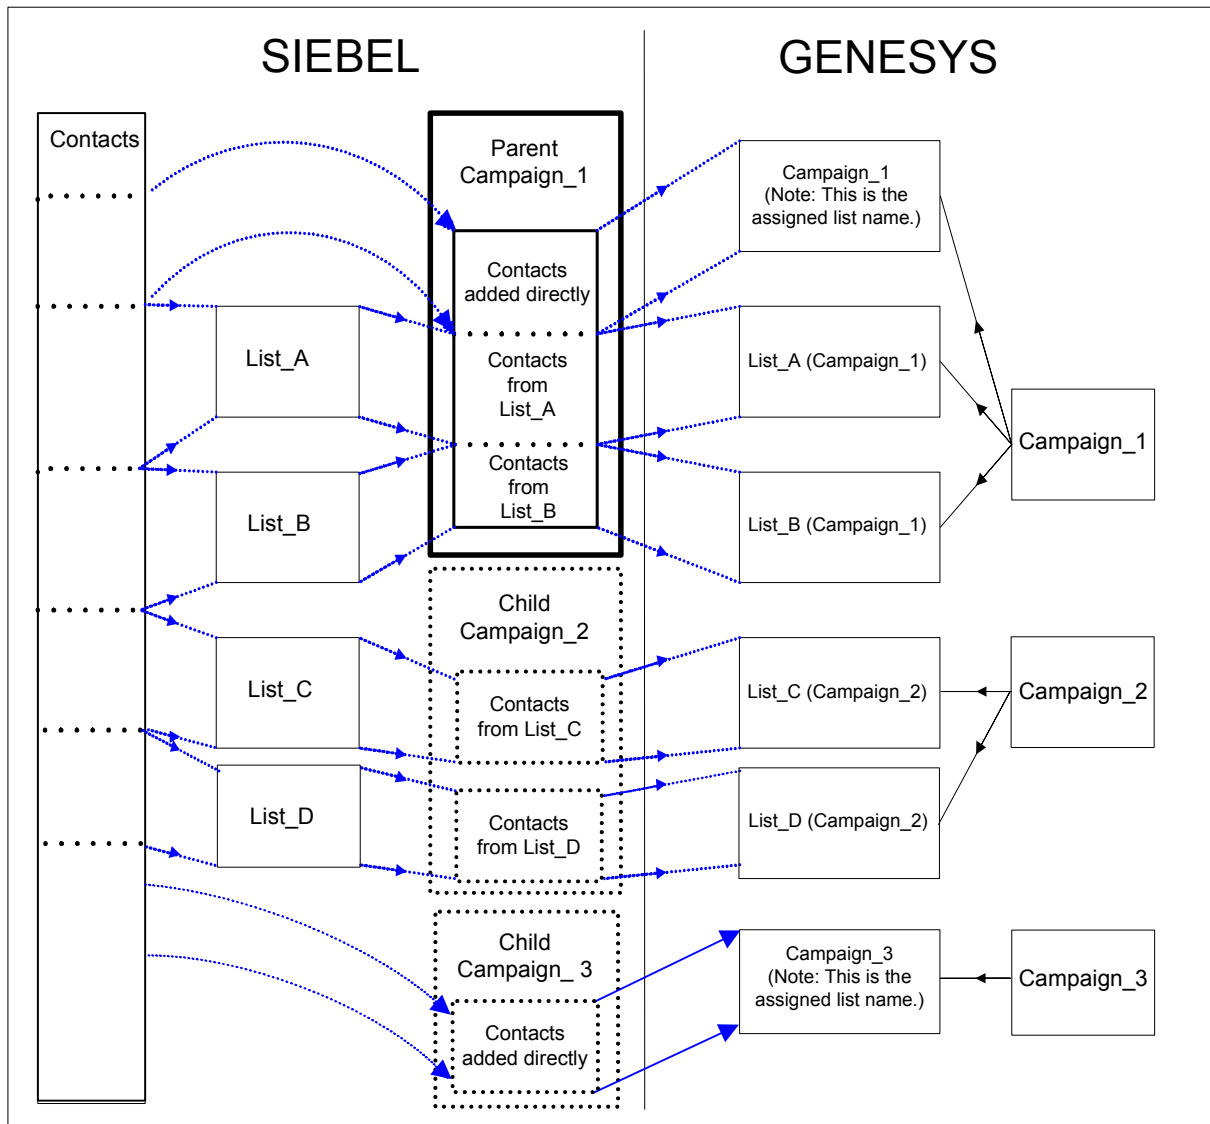 SIEBEL
GENESYS
Contacts
Parent
Campaign_1
Contacts
added directly
Contacts
from
List_A
Contacts
from
List_B
List_A
List_B
Child
Campaign_2
Contacts
from List_C
Contacts
from List_D
List_C
List_D
Child
Campaign_ 3
Contacts
added directly
Campaign_1
(Note: This is the
assigned list name.)
List_A (Campaign_1)
List_B (Campaign_1)
Campaign_1
List_C (Campaign_2)
List_D (Campaign_2)
Campaign_2
Campaign_3
(Note: This is the
assigned list name.)
Campaign_3